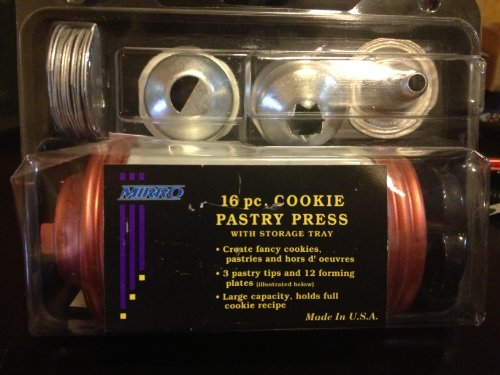 MIRRO
16 pc. COOKIE
PASTRY PRESS
WITH STORAGE TRAY
• Create fancy cookies,
pastries and hors d' oeuvres
• 3 pastry tips and 12 forming
plates (illustrated below)
• Large capacity, holds full
cookie recipe
Made In U.S.A.